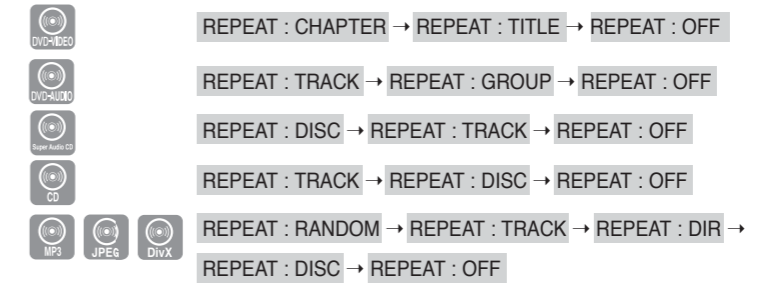 DVD-VIDEO REPEAT : CHAPTER → REPEAT : TITLE → REPEAT : OFF
DVD-AUDIO REPEAT : TRACK → REPEAT : GROUP → REPEAT : OFF
Super Audio CD REPEAT : DISC → REPEAT : TRACK → REPEAT : OFF
CD REPEAT : TRACK → REPEAT : DISC → REPEAT : OFF
MP3 JPEG DivX REPEAT : RANDOM → REPEAT : TRACK → REPEAT : DIR →
REPEAT : DISC → REPEAT : OFF